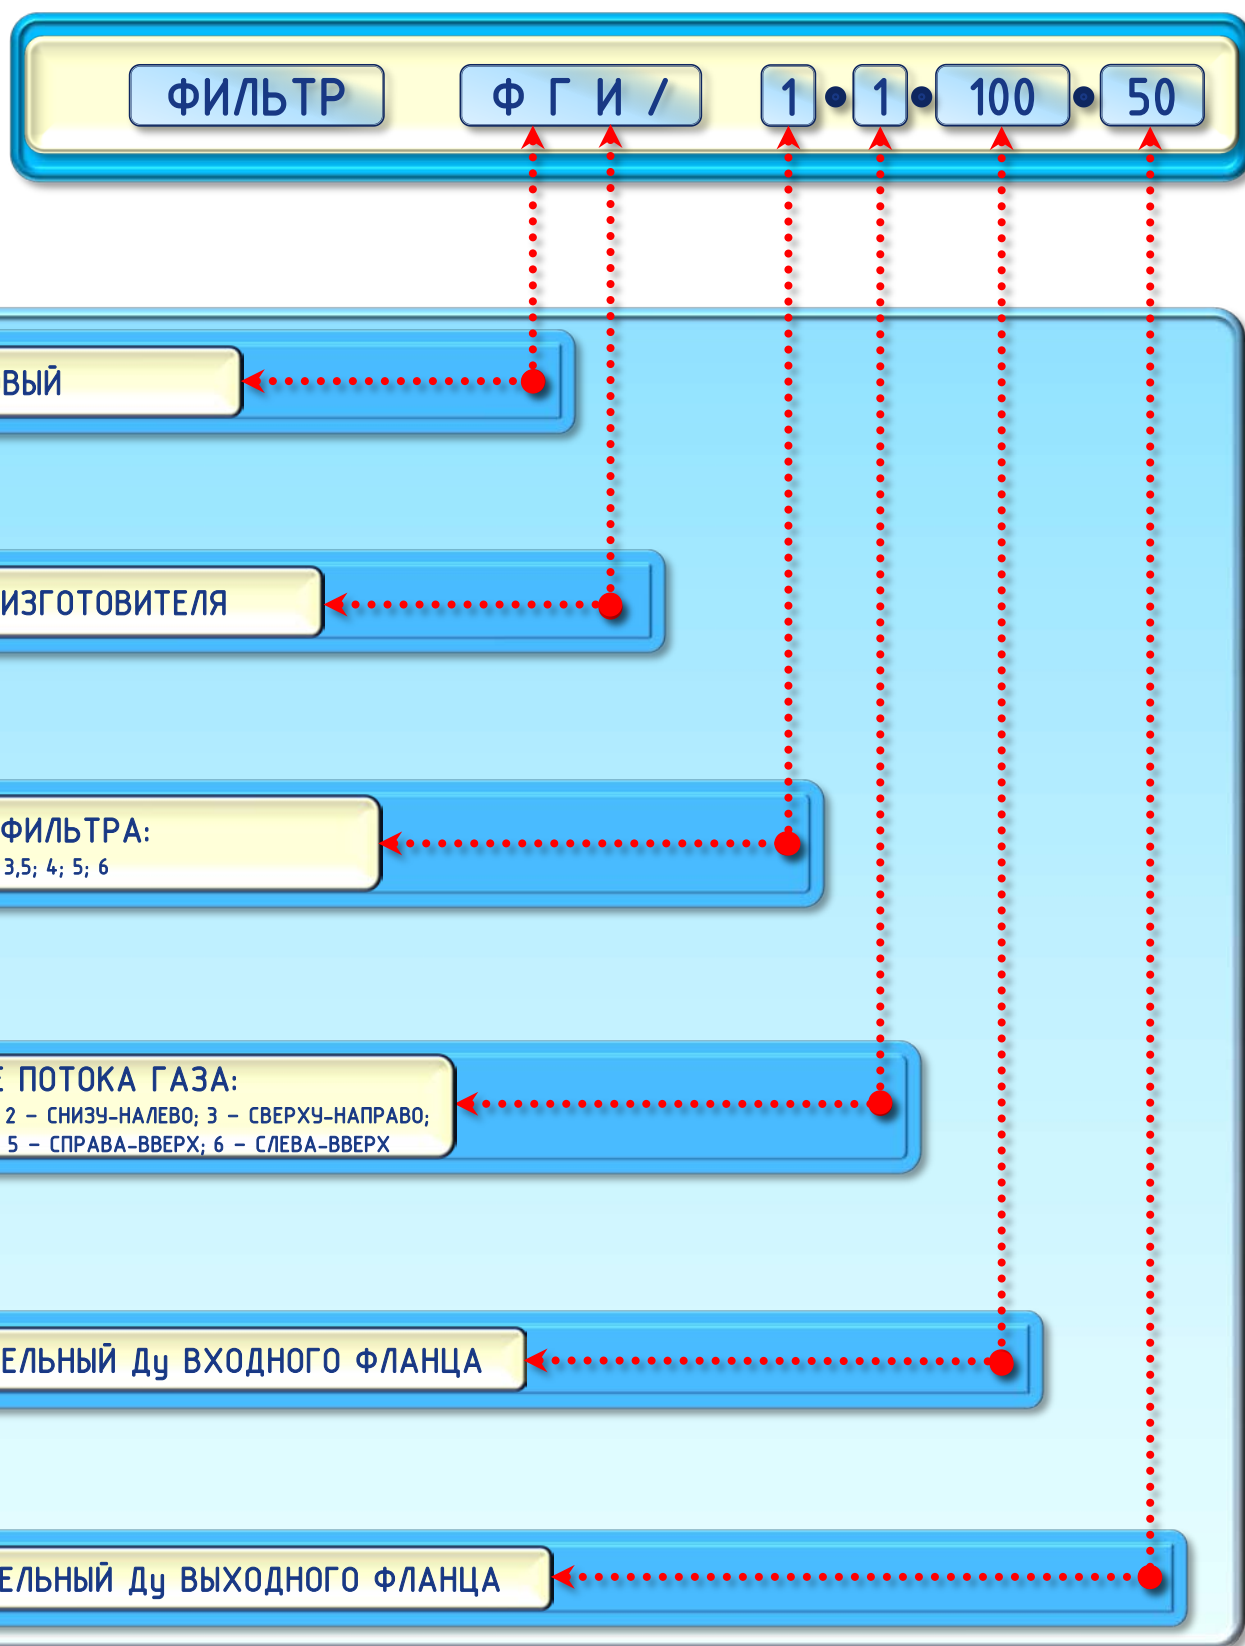 ФИЛЬТР Ф Г И / 1 • 1 • 100 • 50
ВЫЙ
ИЗГОТОВИТЕЛЯ
ФИЛЬТРА:
3,5; 4; 5; 6
Е ПОТОКА ГАЗА:
2 – СНИЗУ-НАЛЕВО; 3 – СВЕРХУ-НАПРАВО;
5 – СПРАВА-ВВЕРХ; 6 – СЛЕВА-ВВЕРХ
ЕЛЬНЫЙ Ду ВХОДНОГО ФЛАНЦА
ЕЛЬНЫЙ Ду ВЫХОДНОГО ФЛАНЦА